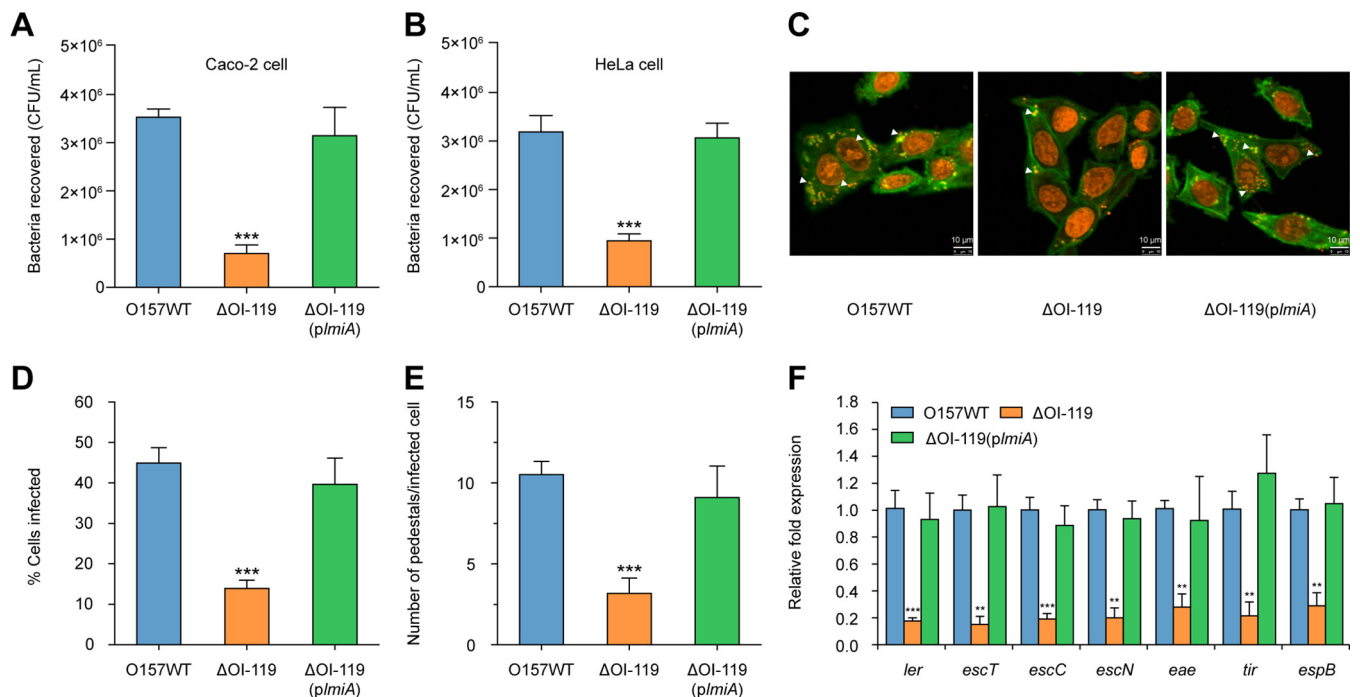 A
Caco-2 cell
Bacteria recovered (CFU/mL)
5×10⁶
4×10⁶
3×10⁶
2×10⁶
1×10⁶
0
***
O157WT
ΔOI-119
ΔOI-119
(plmiA)
B
HeLa cell
Bacteria recovered (CFU/mL)
5×10⁶
4×10⁶
3×10⁶
2×10⁶
1×10⁶
0
***
O157WT
ΔOI-119
ΔOI-119
(plmiA)
C
10 μm
10 μm
10 μm
O157WT
ΔOI-119
ΔOI-119(plmiA)
D
% Cells infected
60
50
40
30
20
10
0
***
O157WT
ΔOI-119
ΔOI-119
(plmiA)
E
Number of pedestals/infected cell
15
10
5
0
***
O157WT
ΔOI-119
ΔOI-119
(plmiA)
F
Relative fold expression
O157WT
ΔOI-119
ΔOI-119(plmiA)
1.8
1.6
1.4
1.2
1.0
0.8
0.6
0.4
0.2
0.0
***
**
***
**
**
**
**
ler
escT
escC
escN
eae
tir
espB